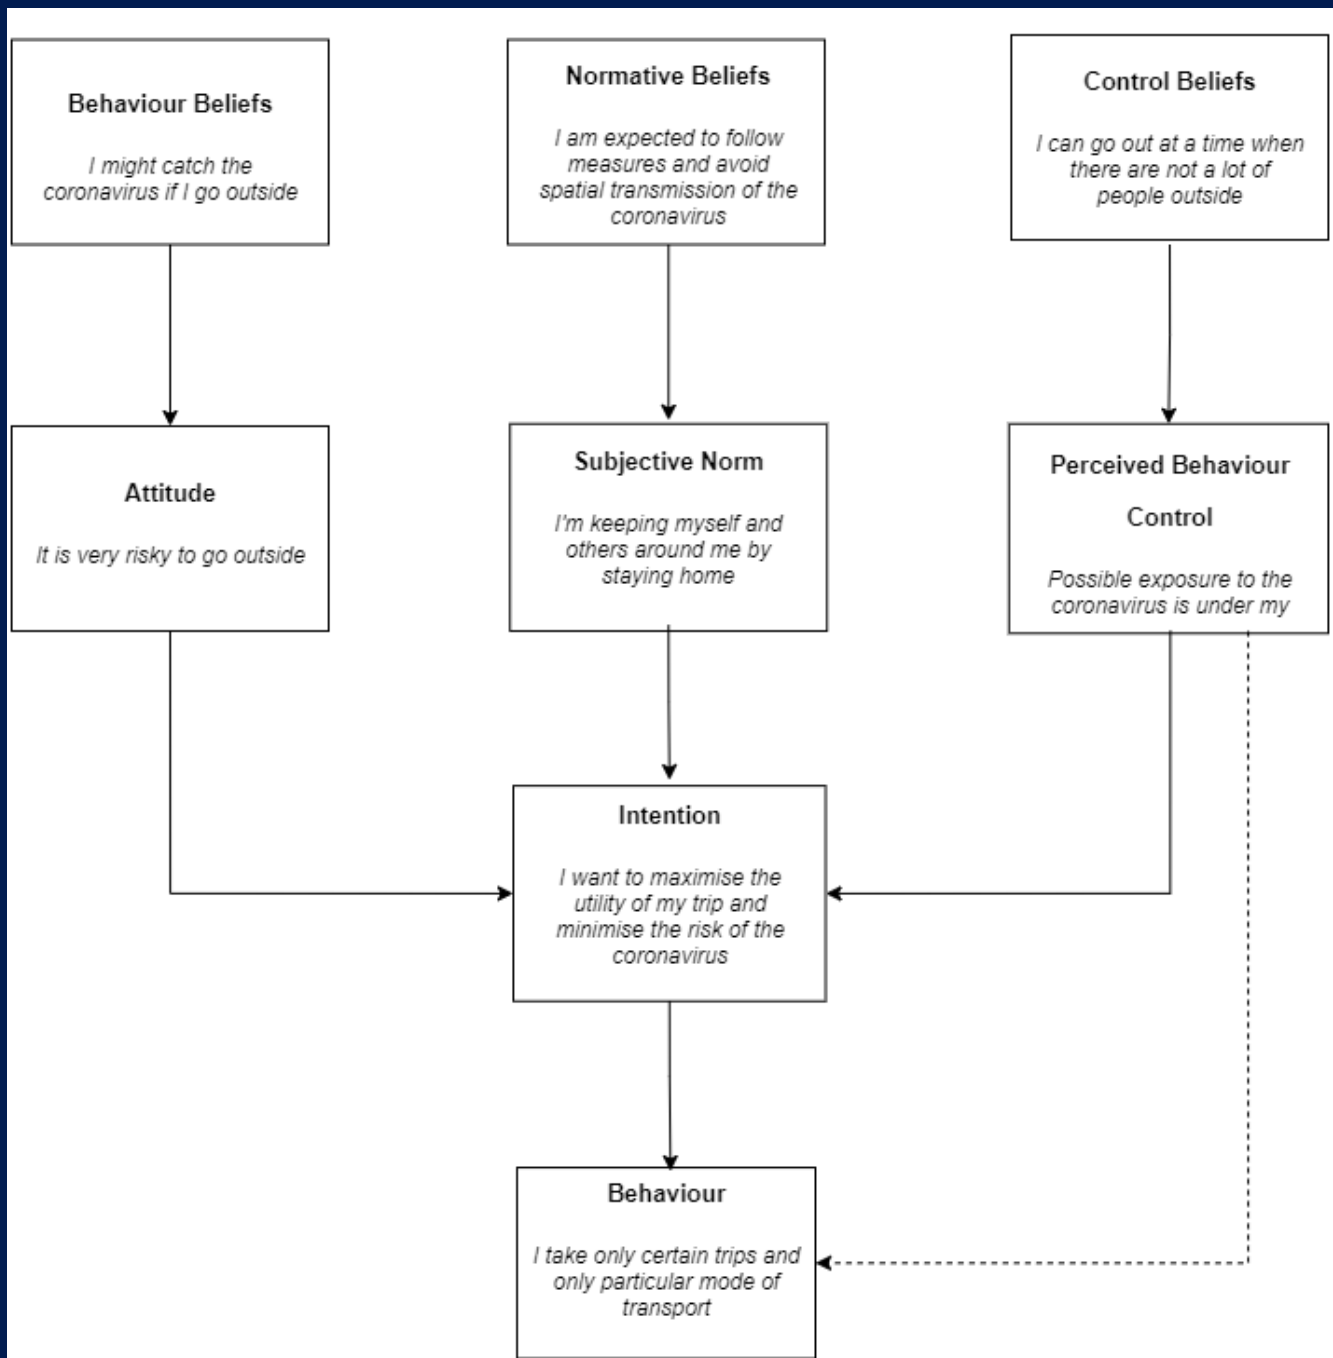 Behaviour Beliefs
I might catch the
coronavirus if I go outside
Normative Beliefs
I am expected to follow
measures and avoid
spatial transmission of the
coronavirus
Control Beliefs
I can go out at a time when
there are not a lot of
people outside
Attitude
It is very risky to go outside
Subjective Norm
I'm keeping myself and
others around me by
staying home
Perceived Behaviour
Control
Possible exposure to the
coronavirus is under my
Intention
I want to maximise the
utility of my trip and
minimise the risk of the
coronavirus
Behaviour
I take only certain trips and
only particular mode of
transport